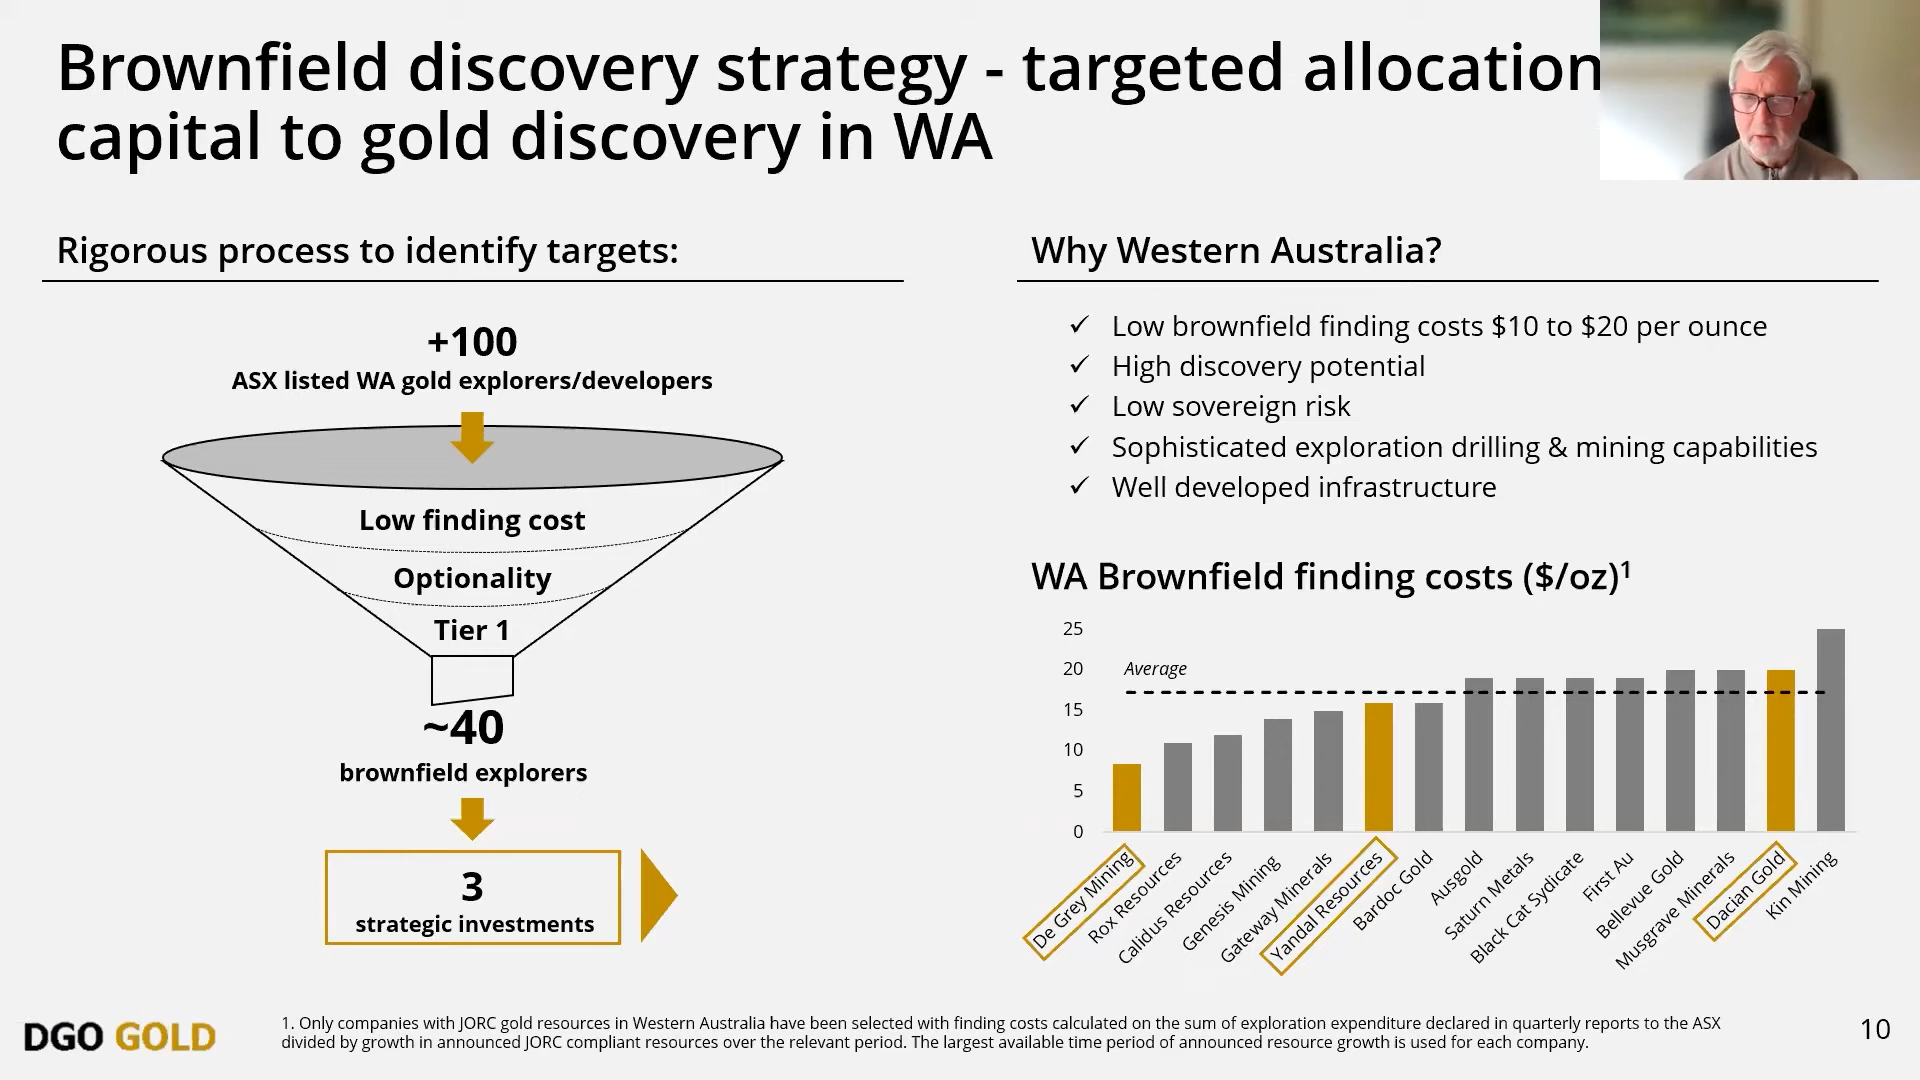 Brownfield discovery strategy - targeted allocation
capital to gold discovery in WA
Rigorous process to identify targets:
+100
ASX listed WA gold explorers/developers
Low finding cost
Optionality
Tier 1
~40
brownfield explorers
3
strategic investments
Why Western Australia?
✓ Low brownfield finding costs $10 to $20 per ounce
✓ High discovery potential
✓ Low sovereign risk
✓ Sophisticated exploration drilling & mining capabilities
✓ Well developed infrastructure
WA Brownfield finding costs ($/oz)¹
25
20
15
10
5
0
Average
De Grey Mining
Rox Resources
Calidus Resources
Genesis Mining
Gateway Minerals
Yandal Resources
Bardoc Gold
Ausgold
Saturn Metals
Black Cat Sydicate
First Au
Bellevue Gold
Musgrave Minerals
Dacian Gold
Kin Mining
DGO GOLD
1. Only companies with JORC gold resources in Western Australia have been selected with finding costs calculated on the sum of exploration expenditure declared in quarterly reports to the ASX
divided by growth in announced JORC compliant resources over the relevant period. The largest available time period of announced resource growth is used for each company.
10